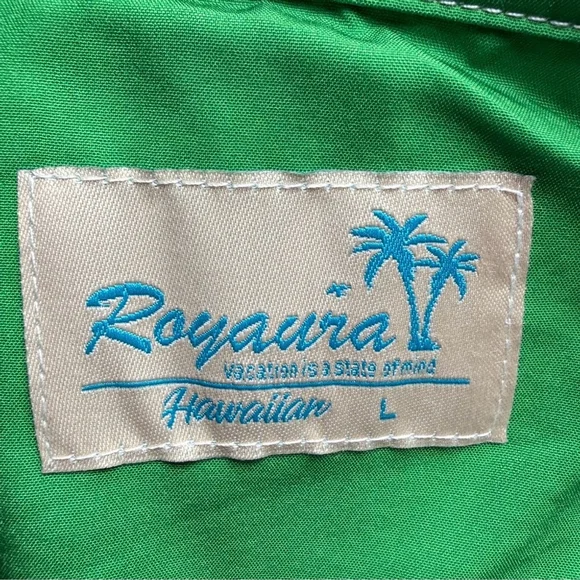 Royaura
Vacation is a state of mind
Hawaiian L